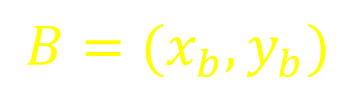 B = (x_b, y_b)